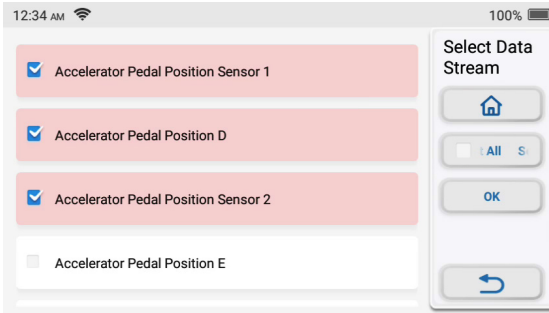 12:34 AM
100%
Accelerator Pedal Position Sensor 1
Accelerator Pedal Position D
Accelerator Pedal Position Sensor 2
Accelerator Pedal Position E
Select Data
Stream
All
OK